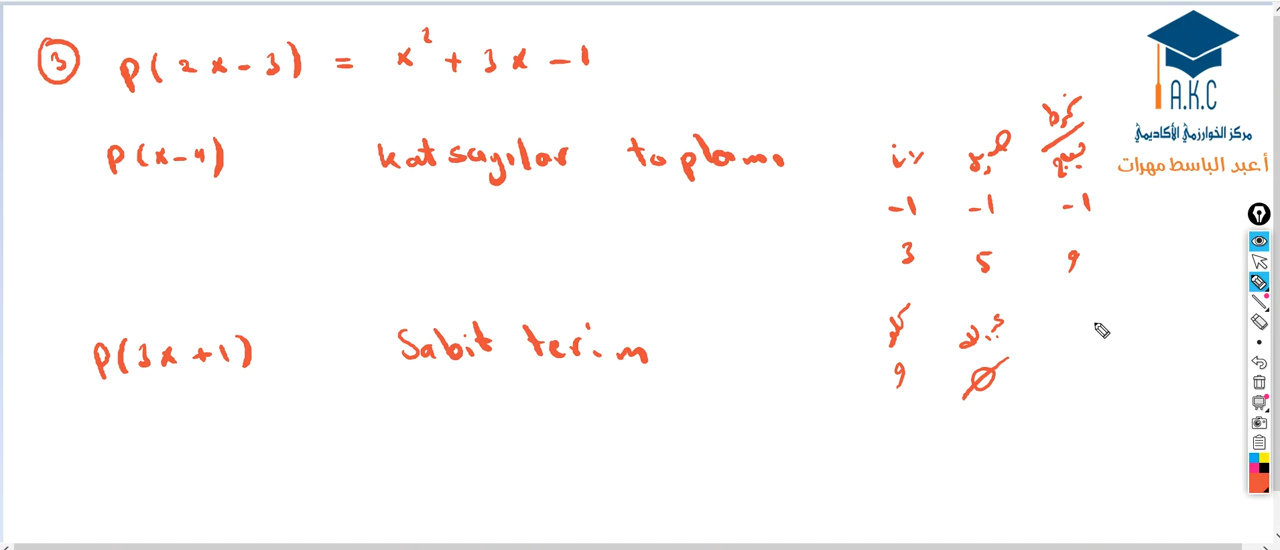 ③ P(2x-3) = x² + 3x - 1
P(x-4) katsayılar toplamı
-1 -1 -1
3 5 9
P(3x+1) Sabit terim
9 ∅
A.K.C
مركز الخوارزمي الأكاديمي
أ.عبد الباسط مهرات